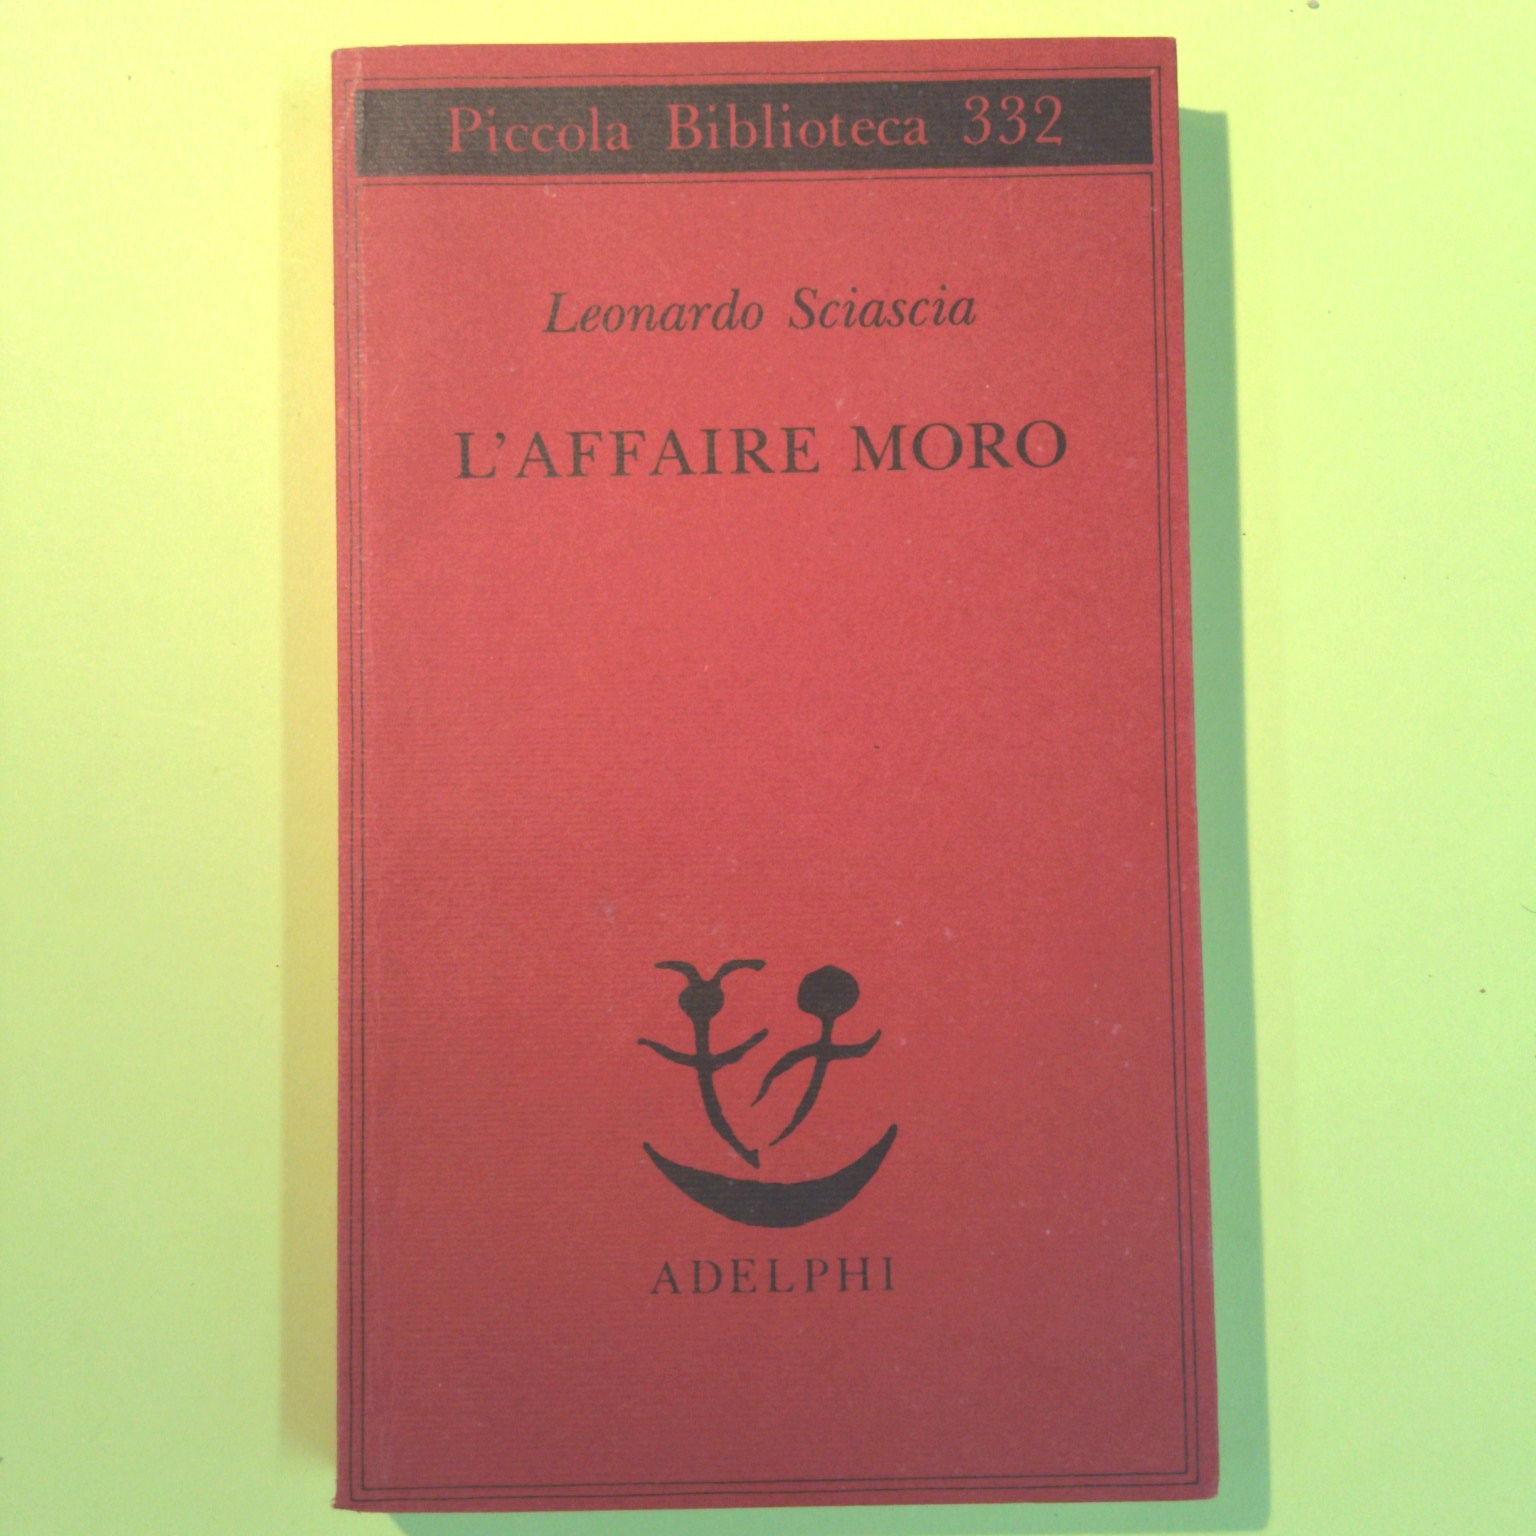 Piccola Biblioteca 332
Leonardo Sciascia
L'AFFAIRE MORO
ADELPHI